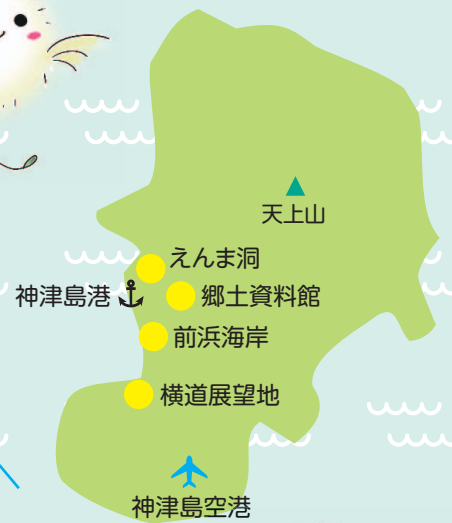 天上山
えんま洞
神津島港
郷土資料館
前浜海岸
横道展望地
神津島空港